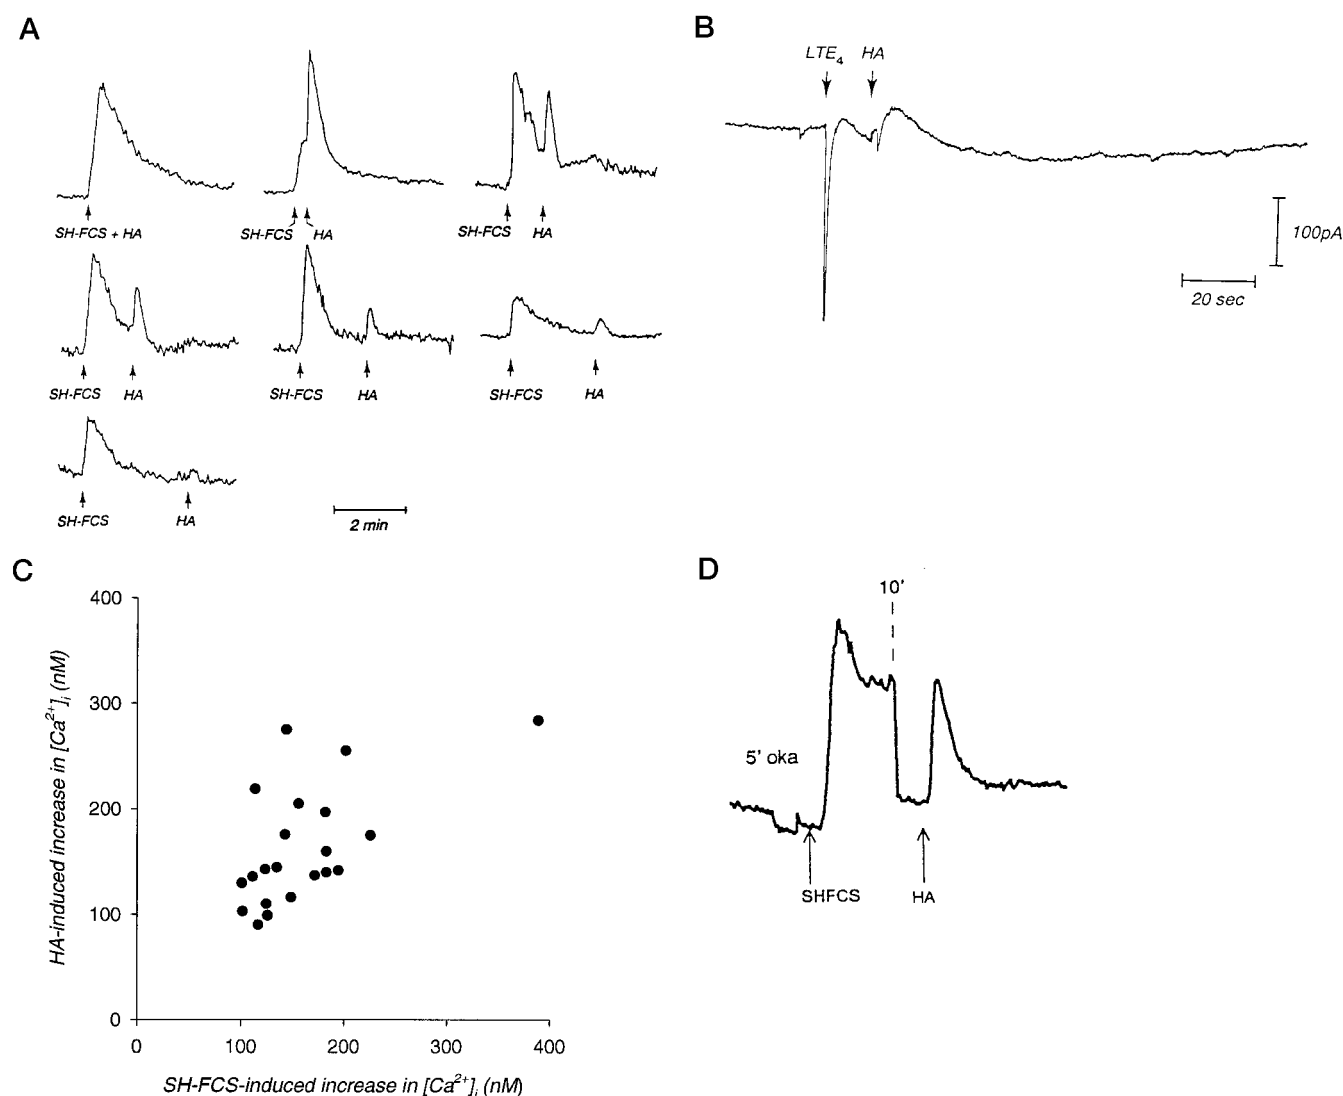 A
SH-FCS + HA
SH-FCS HA
SH-FCS HA
SH-FCS HA
SH-FCS HA
SH-FCS HA
SH-FCS HA
2 min
B
LTE₄ HA
100pA
20 sec
C
HA-induced increase in [Ca²⁺]ᵢ (nM)
400
300
200
100
0
0 100 200 300 400
SH-FCS-induced increase in [Ca²⁺]ᵢ (nM)
D
10'
5' oka
SHFCS HA